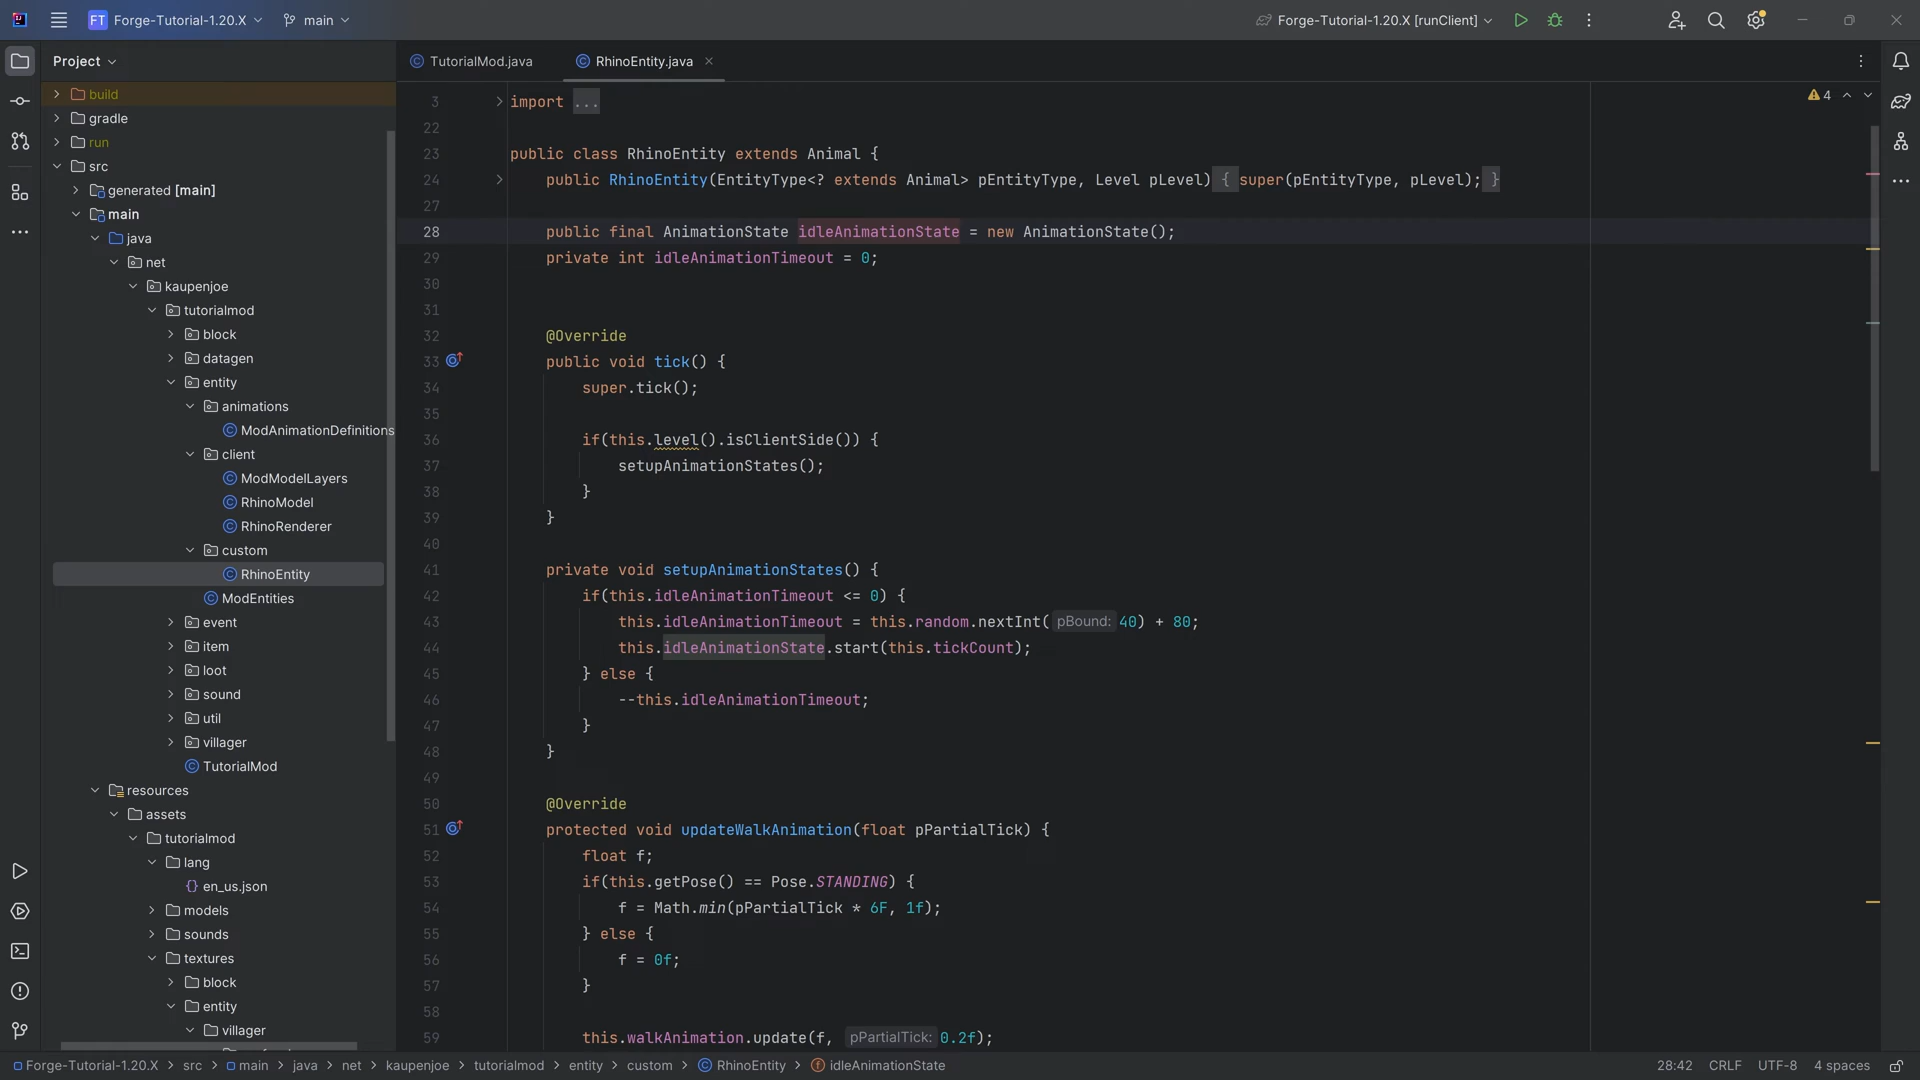 FT Forge-Tutorial-1.20.X main Forge-Tutorial-1.20.X [runClient]
Project
TutorialMod.java
RhinoEntity.java
build
gradle
run
src
generated [main]
main
java
net
kaupenjoe
tutorialmod
block
datagen
entity
animations
ModAnimationDefinitions
client
ModModelLayers
RhinoModel
RhinoRenderer
custom
RhinoEntity
ModEntities
event
item
loot
sound
util
villager
TutorialMod
resources
assets
tutorialmod
lang
en_us.json
models
sounds
textures
block
entity
villager
4
3 import ...
22
23 public class RhinoEntity extends Animal {
24 public RhinoEntity(EntityType<? extends Animal> pEntityType, Level pLevel) { super(pEntityType, pLevel); }
27
28 public final AnimationState idleAnimationState = new AnimationState();
29 private int idleAnimationTimeout = 0;
30
31
32 @Override
33 public void tick() {
34 super.tick();
35
36 if(this.level().isClientSide()) {
37 setupAnimationStates();
38 }
39 }
40
41 private void setupAnimationStates() {
42 if(this.idleAnimationTimeout <= 0) {
43 this.idleAnimationTimeout = this.random.nextInt( pBound: 40) + 80;
44 this.idleAnimationState.start(this.tickCount);
45 } else {
46 --this.idleAnimationTimeout;
47 }
48 }
49
50 @Override
51 protected void updateWalkAnimation(float pPartialTick) {
52 float f;
53 if(this.getPose() == Pose.STANDING) {
54 f = Math.min(pPartialTick * 6F, 1f);
55 } else {
56 f = 0f;
57 }
58
59 this.walkAnimation.update(f, pPartialTick: 0.2f);
Forge-Tutorial-1.20.X > src > main > java > net > kaupenjoe > tutorialmod > entity > custom > RhinoEntity > idleAnimationState 28:42 CRLF UTF-8 4 spaces